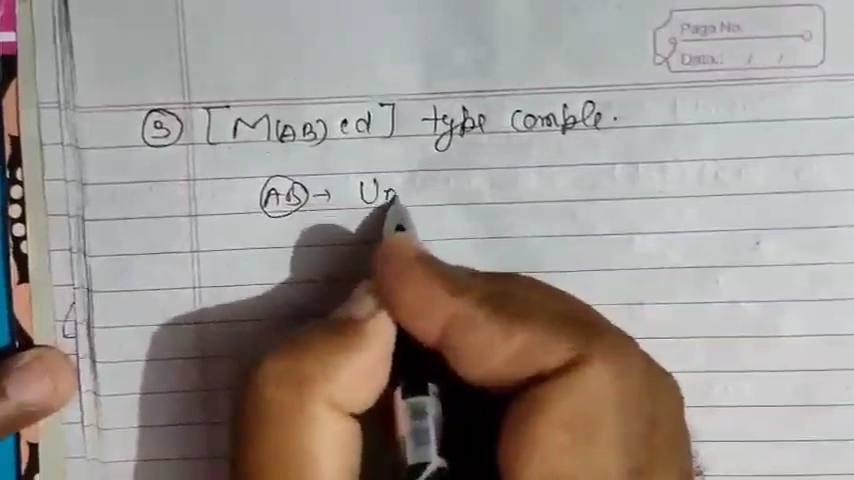 Page No.
Date: / /
③ [M(AB)cd] type comple.
AB → Un